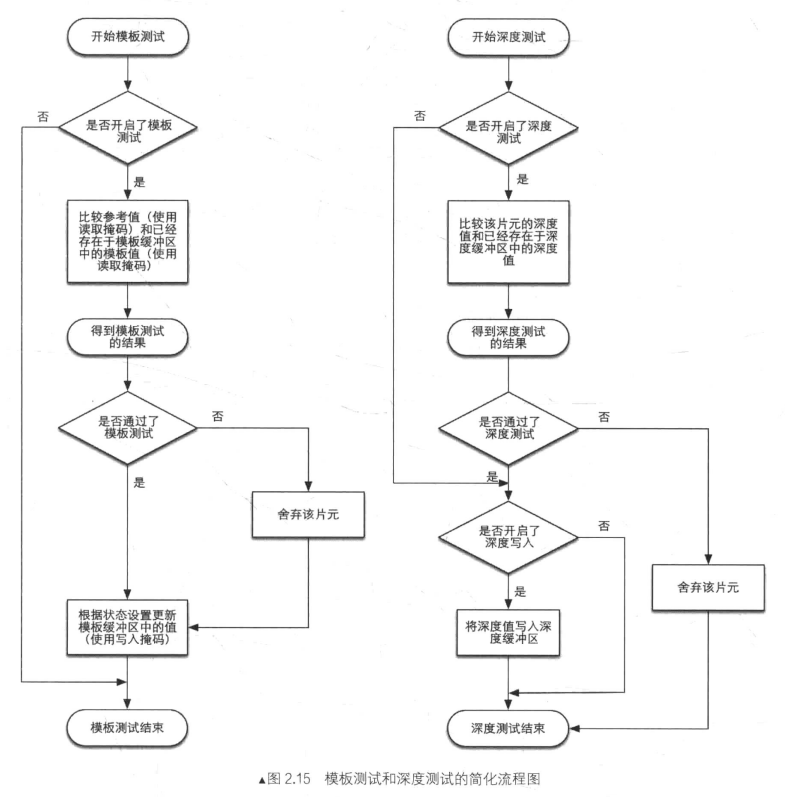 开始模板测试
否
是否开启了模板
测试
是
比较参考值（使用
读取掩码）和已经
存在于模板缓冲区
中的模板值（使用
读取掩码）
得到模板测试
的结果
是否通过了
模板测试
否
是
舍弃该片元
根据状态设置更新
模板缓冲区中的值
（使用写入掩码）
模板测试结束
开始深度测试
否
是否开启了深度
测试
是
比较该片元的深度
值和已经存在于深
度缓冲区中的深度
值
得到深度测试
的结果
是否通过了
深度测试
否
是
是否开启了
深度写入
否
舍弃该片元
是
将深度值写入深
度缓冲区
深度测试结束
▲图 2.15 模板测试和深度测试的简化流程图